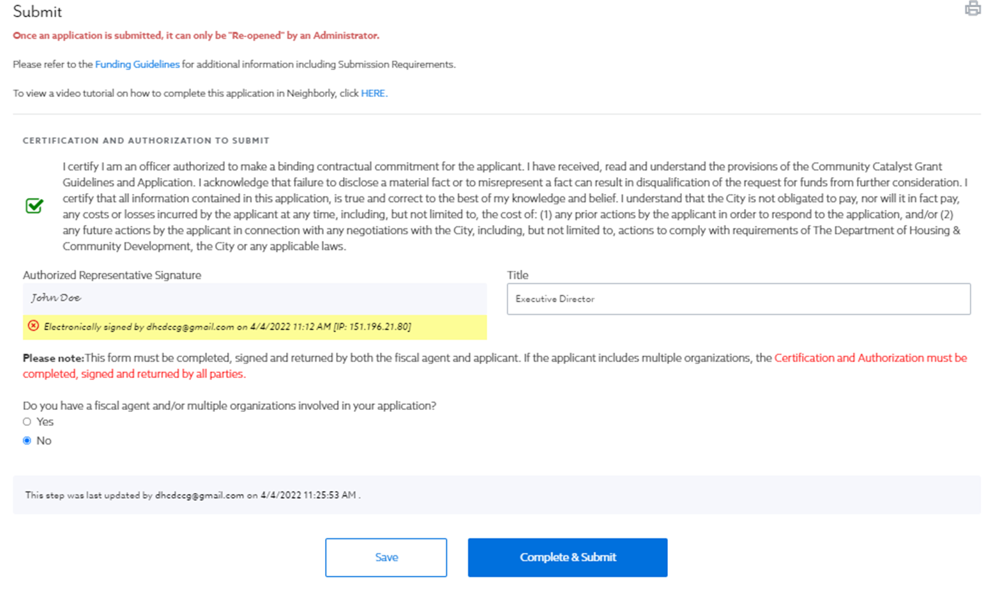 Submit
Once an application is submitted, it can only be "Re-opened" by an Administrator.
Please refer to the Funding Guidelines for additional information including Submission Requirements.
To view a video tutorial on how to complete this application in Neighborly, click HERE.
CERTIFICATION AND AUTHORIZATION TO SUBMIT
I certify I am an officer authorized to make a binding contractual commitment for the applicant. I have received, read and understand the provisions of the Community Catalyst Grant
Guidelines and Application. I acknowledge that failure to disclose a material fact or to misrepresent a fact can result in disqualification of the request for funds from further consideration. I
certify that all information contained in this application, is true and correct to the best of my knowledge and belief. I understand that the City is not obligated to pay, nor will it in fact pay,
any costs or losses incurred by the applicant at any time, including, but not limited to, the cost of: (1) any prior actions by the applicant in order to respond to the application, and/or (2)
any future actions by the applicant in connection with any negotiations with the City, including, but not limited to, actions to comply with requirements of The Department of Housing &
Community Development, the City or any applicable laws.
Authorized Representative Signature
John Doe
Electronically signed by dhcdccg@gmail.com on 4/4/2022 11:12 AM [IP: 151.196.21.80]
Title
Executive Director
Please note:This form must be completed, signed and returned by both the fiscal agent and applicant. If the applicant includes multiple organizations, the Certification and Authorization must be
completed, signed and returned by all parties.
Do you have a fiscal agent and/or multiple organizations involved in your application?
Yes
No
This step was last updated by dhcdccg@gmail.com on 4/4/2022 11:25:53 AM .
Save
Complete & Submit